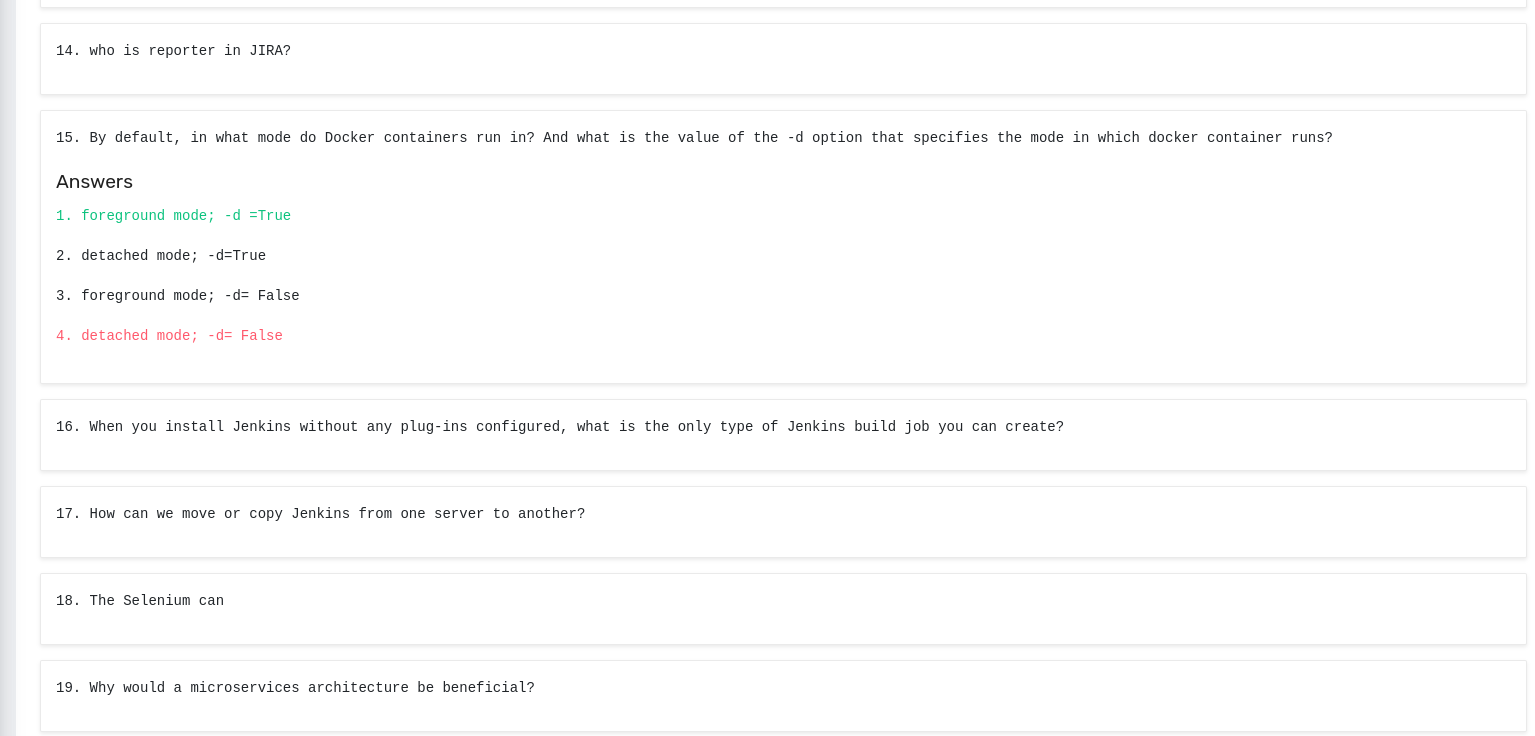 14. who is reporter in JIRA?
15. By default, in what mode do Docker containers run in? And what is the value of the -d option that specifies the mode in which docker container runs?
Answers
1. foreground mode; -d =True
2. detached mode; -d=True
3. foreground mode; -d= False
4. detached mode; -d= False
16. When you install Jenkins without any plug-ins configured, what is the only type of Jenkins build job you can create?
17. How can we move or copy Jenkins from one server to another?
18. The Selenium can
19. Why would a microservices architecture be beneficial?